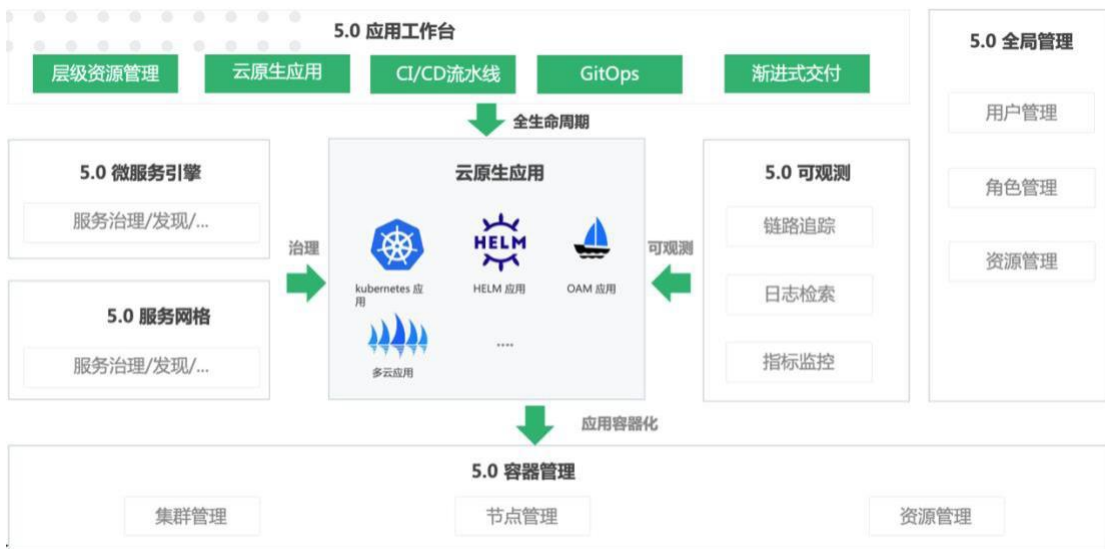 5.0 应用工作台
层级资源管理
云原生应用
CI/CD流水线
GitOps
渐进式交付
全生命周期
5.0 微服务引擎
服务治理/发现/...
5.0 服务网格
服务治理/发现/...
治理
云原生应用
kubernetes 应
用
HELM
HELM 应用
OAM 应用
多云应用
....
可观测
5.0 可观测
链路追踪
日志检索
指标监控
5.0 全局管理
用户管理
角色管理
资源管理
应用容器化
5.0 容器管理
集群管理
节点管理
资源管理